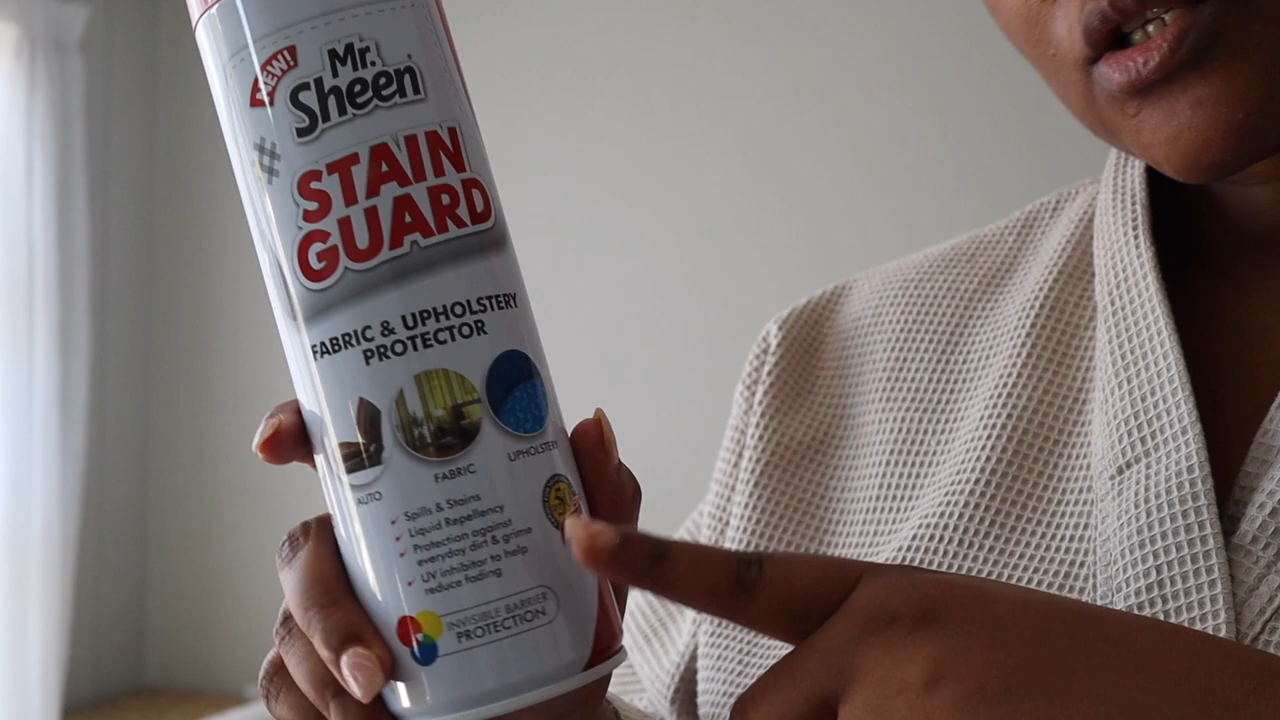 NEW!
Mr.
Sheen
#
STAIN
GUARD
FABRIC & UPHOLSTERY
PROTECTOR
AUTO
FABRIC
UPHOLSTERY
Spills & Stains
Liquid Repellency
Protection against
everyday dirt & grime
UV inhibitor to help
reduce fading
50
INVISIBLE BARRIER
PROTECTION